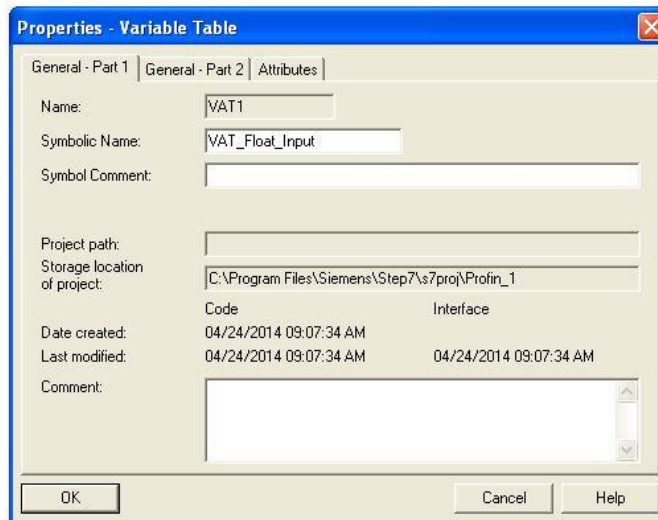 Properties - Variable Table
General - Part 1 General - Part 2 Attributes
Name: VAT1
Symbolic Name: VAT_Float_Input
Symbol Comment:
Project path:
Storage location
of project: C:\Program Files\Siemens\Step7\s7proj\Profin_1
Code Interface
Date created: 04/24/2014 09:07:34 AM
Last modified: 04/24/2014 09:07:34 AM 04/24/2014 09:07:34 AM
Comment:
OK Cancel Help